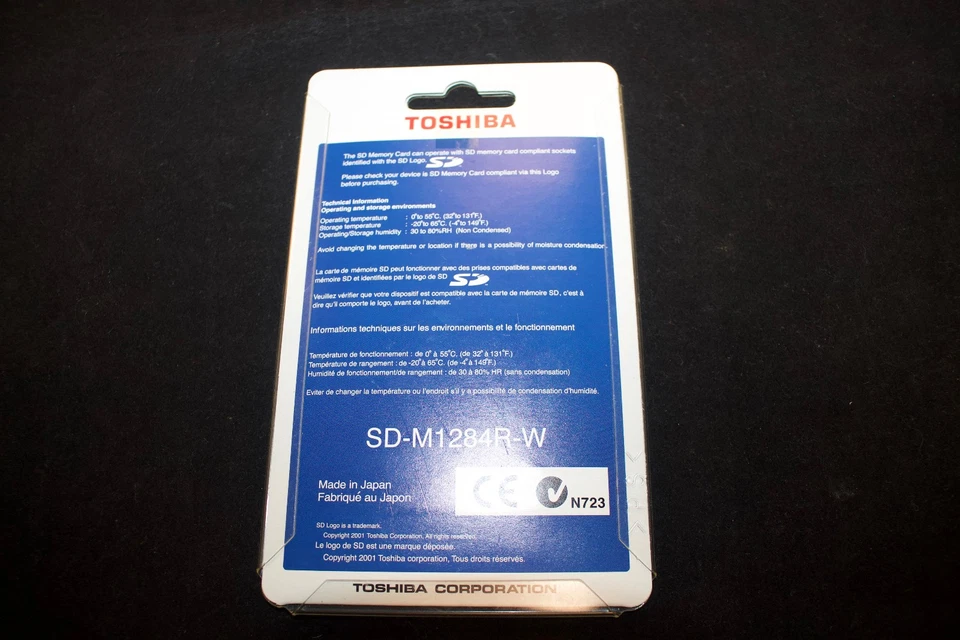 TOSHIBA
The SD Memory Card can operate with SD memory card compliant sockets
identified with the SD Logo. SD
Please check your device is SD Memory Card compliant via this Logo
before purchasing.
Technical Information
Operating and storage environments
Operating temperature : 0°to 55°C. (32°to 131°F.)
Storage temperature : -20°to 65°C. (-4°to 149°F.)
Operating/Storage humidity : 30 to 80%RH (Non Condensed)
Avoid changing the temperature or location if there is a possibility of moisture condensation.
La carte de mémoire SD peut fonctionner avec des prises compatibles avec cartes de
mémoire SD et identifiées par le logo de SD SD
Veuillez vérifier que votre dispositif est compatible avec la carte de mémoire SD, c'est à
dire qu'il comporte le logo, avant de l'acheter.
Informations techniques sur les environnements et le fonctionnement
Température de fonctionnement : de 0° à 55°C. (de 32° à 131°F.)
Température de rangement : de -20°à 65°C. (de -4°à 149°F.)
Humidité de fonctionnement/de rangement : de 30 à 80% HR (sans condensation)
Eviter de changer la température ou l'endroit s'il y a possibilité de condensation d'humidité.
SD-M1284R-W
Made in Japan
Fabriqué au Japon
CE N723
SD Logo is a trademark.
Copyright 2001 Toshiba Corporation, All rights reserved.
Le logo de SD est une marque déposée.
Copyright 2001 Toshiba corporation, Tous droits réservés.
TOSHIBA CORPORATION